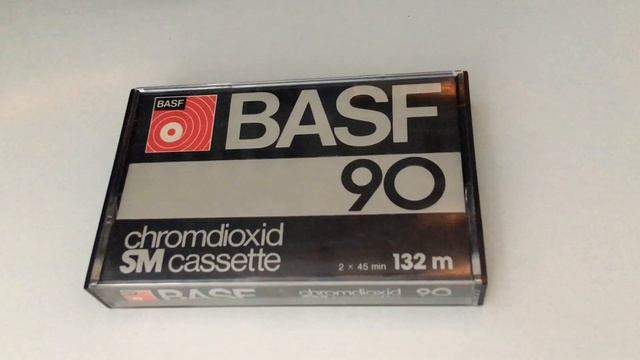 BASF
BASF
90
chromdioxid
SM cassette
2 × 45 min 132 m
BASF chromdioxid 90